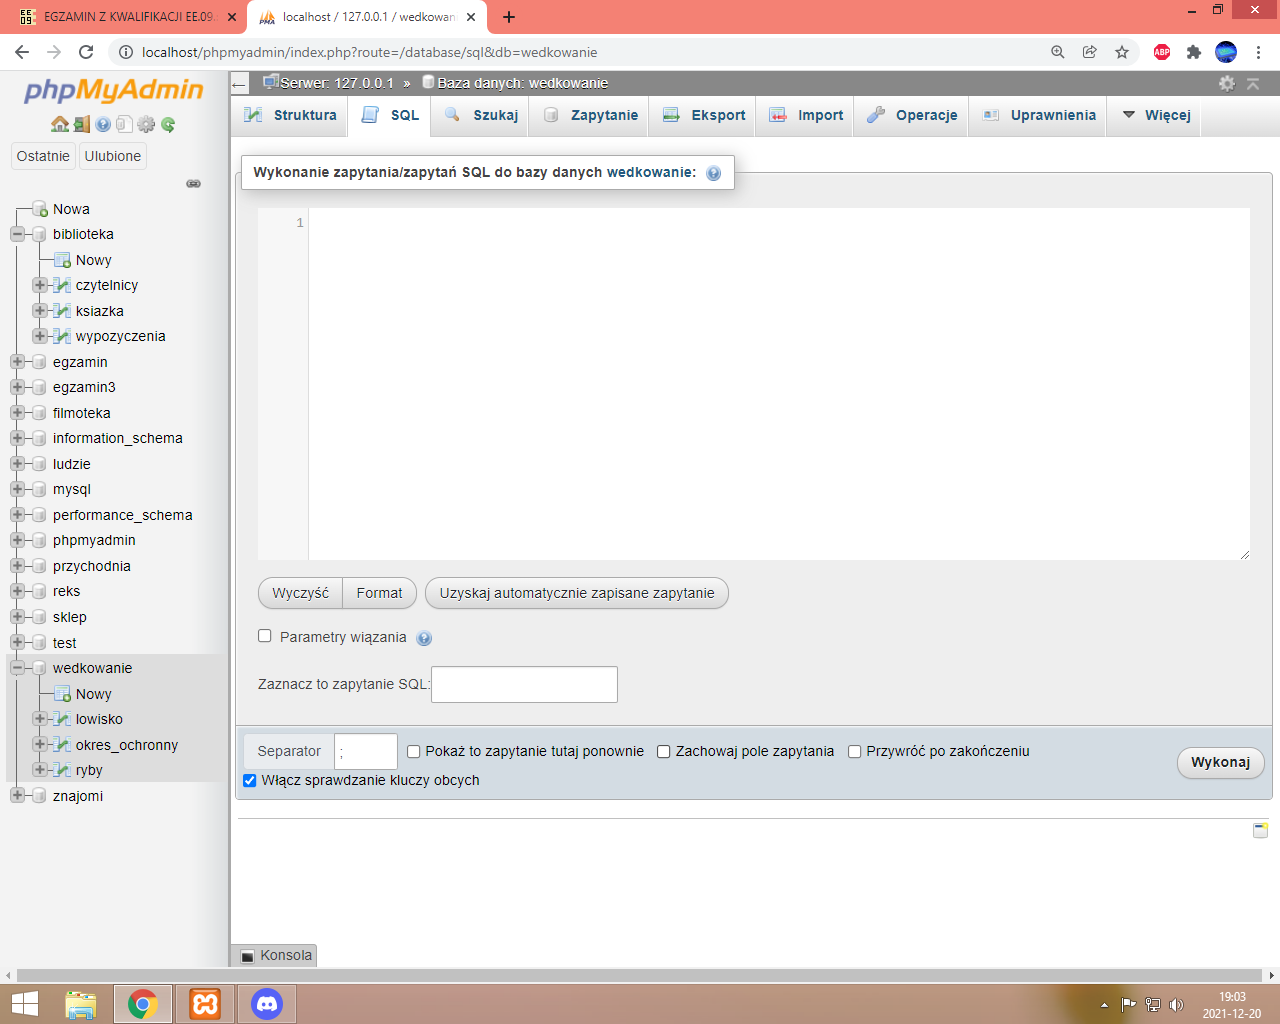 EGZAMIN Z KWALIFIKACJI EE.09
localhost / 127.0.0.1 / wedkowani
localhost/phpmyadmin/index.php?route=/database/sql&db=wedkowanie
ABP
phpMyAdmin
Ostatnie
Ulubione
Nowa
biblioteka
Nowy
czytelnicy
ksiazka
wypozyczenia
egzamin
egzamin3
filmoteka
information_schema
ludzie
mysql
performance_schema
phpmyadmin
przychodnia
reks
sklep
test
wedkowanie
Nowy
lowisko
okres_ochronny
ryby
znajomi
Serwer: 127.0.0.1 » Baza danych: wedkowanie
Struktura SQL Szukaj Zapytanie Eksport Import Operacje Uprawnienia Więcej
Wykonanie zapytania/zapytań SQL do bazy danych wedkowanie:
1
Wyczyść Format Uzyskaj automatycznie zapisane zapytanie
Parametry wiązania
Zaznacz to zapytanie SQL:
Separator ; Pokaż to zapytanie tutaj ponownie Zachowaj pole zapytania Przywróć po zakończeniu
Włącz sprawdzanie kluczy obcych
Wykonaj
Konsola
19:03
2021-12-20